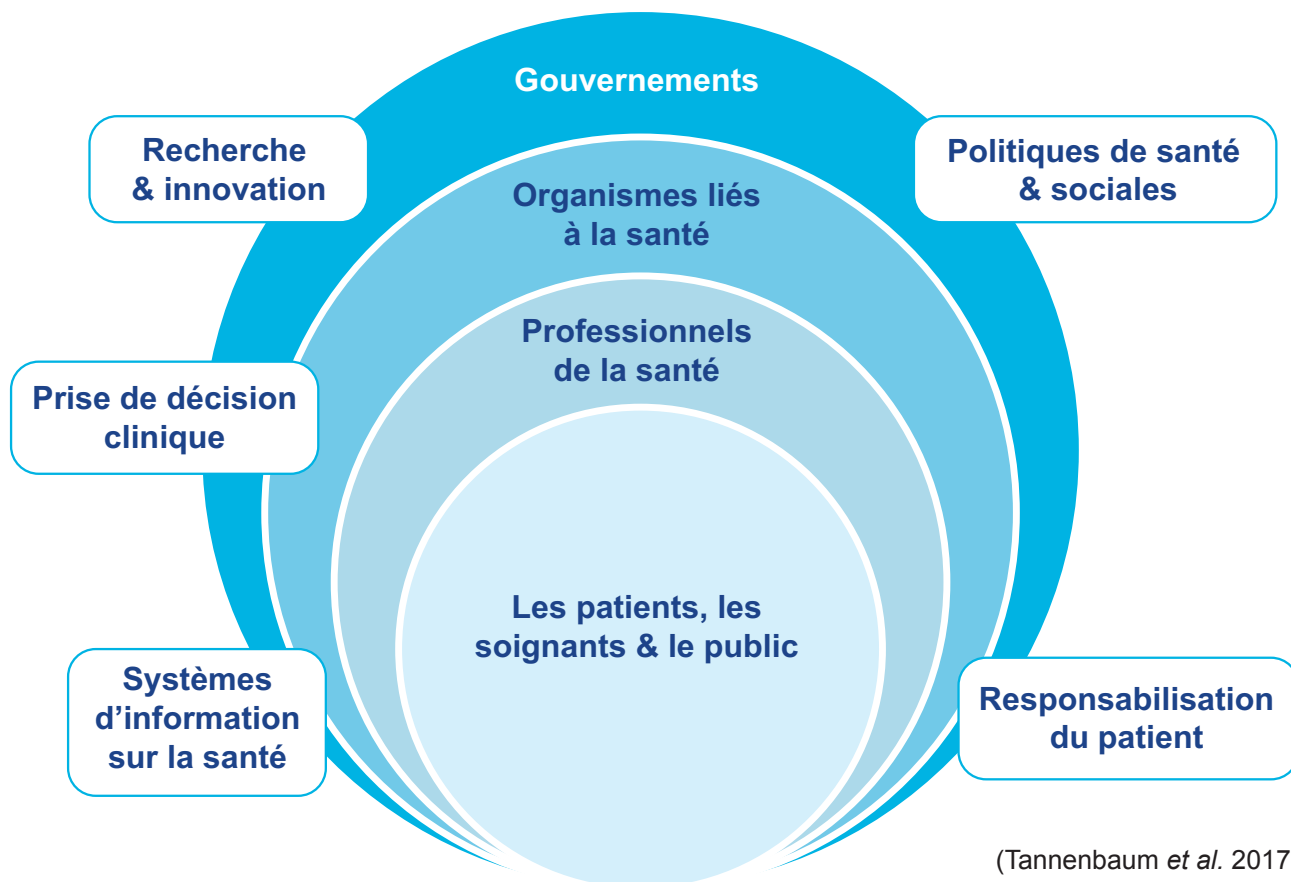 Gouvernements
Recherche
& innovation
Politiques de santé
& sociales
Organismes liés
à la santé
Professionnels
de la santé
Prise de décision
clinique
Les patients, les
soignants & le public
Systèmes
d’information
sur la santé
Responsabilisation
du patient
(Tannenbaum et al. 2017